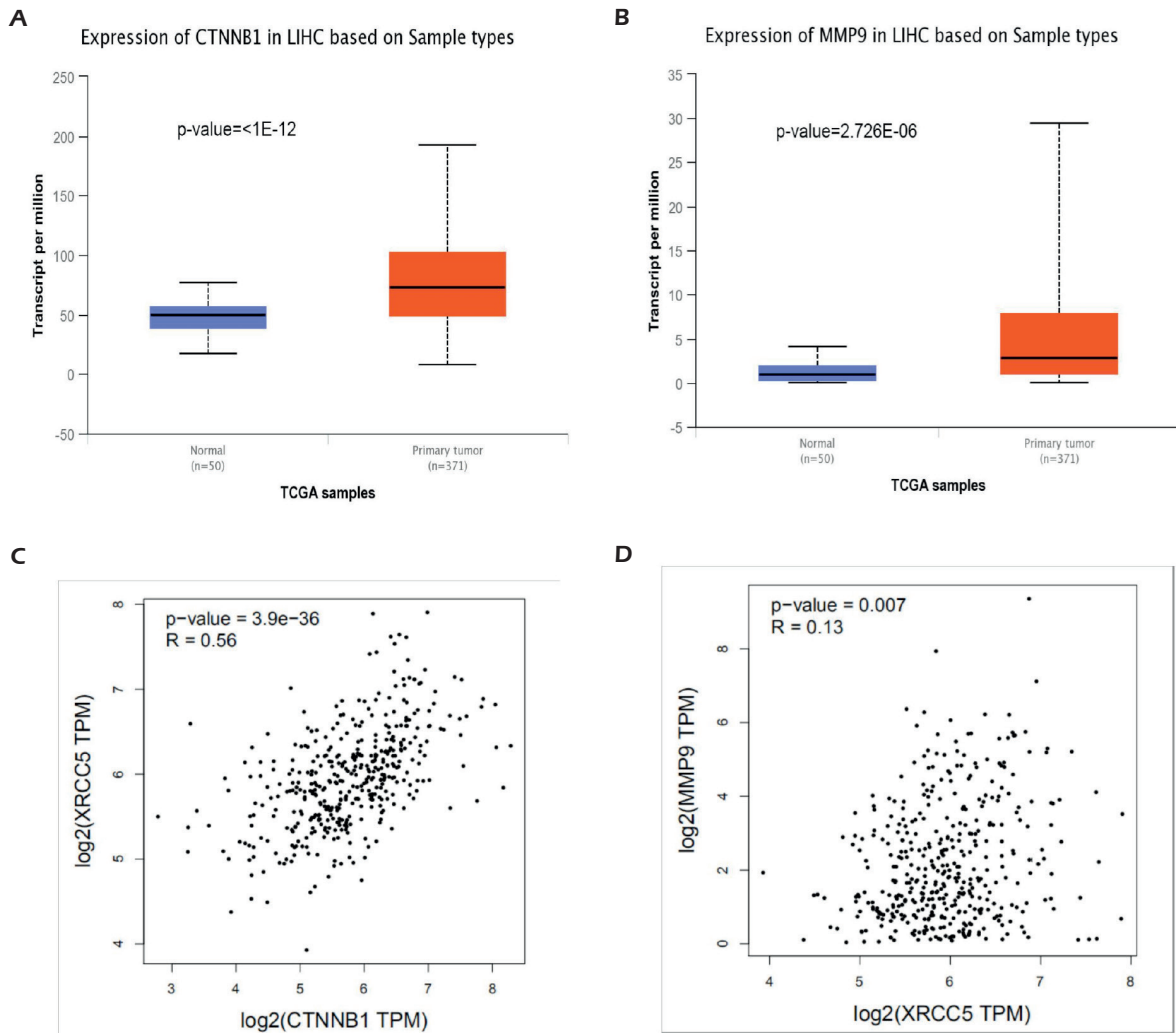 A
Expression of CTNNB1 in LIHC based on Sample types
250
200
150
100
50
0
-50
Transcript per million
p-value=<1E-12
Normal
(n=50)
Primary tumor
(n=371)
TCGA samples
B
Expression of MMP9 in LIHC based on Sample types
35
30
25
20
15
10
5
0
-5
Transcript per million
p-value=2.726E-06
Normal
(n=50)
Primary tumor
(n=371)
TCGA samples
C
p-value = 3.9e-36
R = 0.56
8
7
6
5
4
log2(XRCC5 TPM)
3 4 5 6 7 8
log2(CTNNB1 TPM)
D
p-value = 0.007
R = 0.13
8
6
4
2
0
log2(MMP9 TPM)
4 5 6 7 8
log2(XRCC5 TPM)